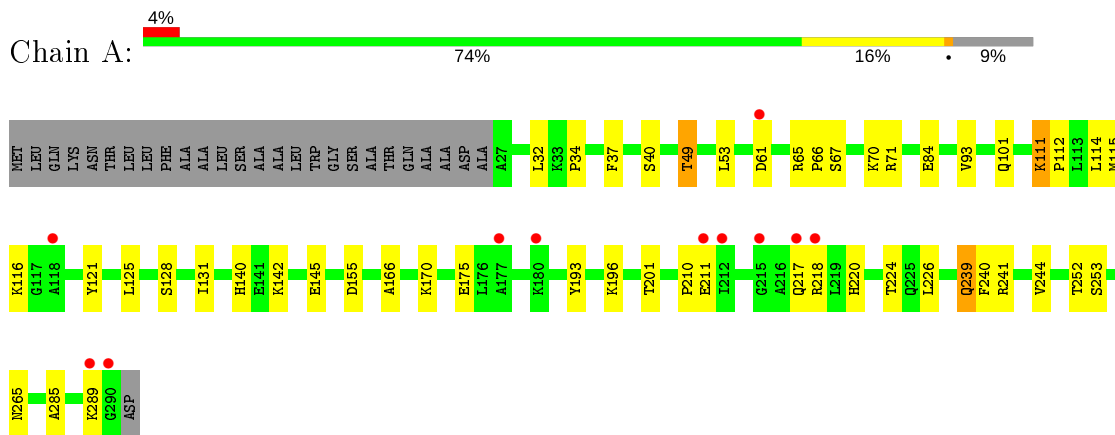 4%
Chain A:
74% 16% • 9%
MET LEU GLN LYS ASN THR LEU LEU PHE ALA ALA LEU SER ALA ALA LEU TRP GLY SER ALA THR GLN ALA ALA ASP ALA A27 L32 K33 P34 F37 S40 T49 L53 D61 R65 P66 S67 K70 R71 E84 V93 Q101 K111 P112 L113 L114 M115
K116 G117 A118 Y121 L125 S128 I131 H140 E141 K142 E145 D155 A166 K170 E175 L176 A177 K180 Y193 K196 T201 P210 E211 I212 G215 A216 Q217 R218 L219 H220 T224 Q225 L226 Q239 F240 R241 V244 T252 S253
N265 A285 K289 G290 ASP